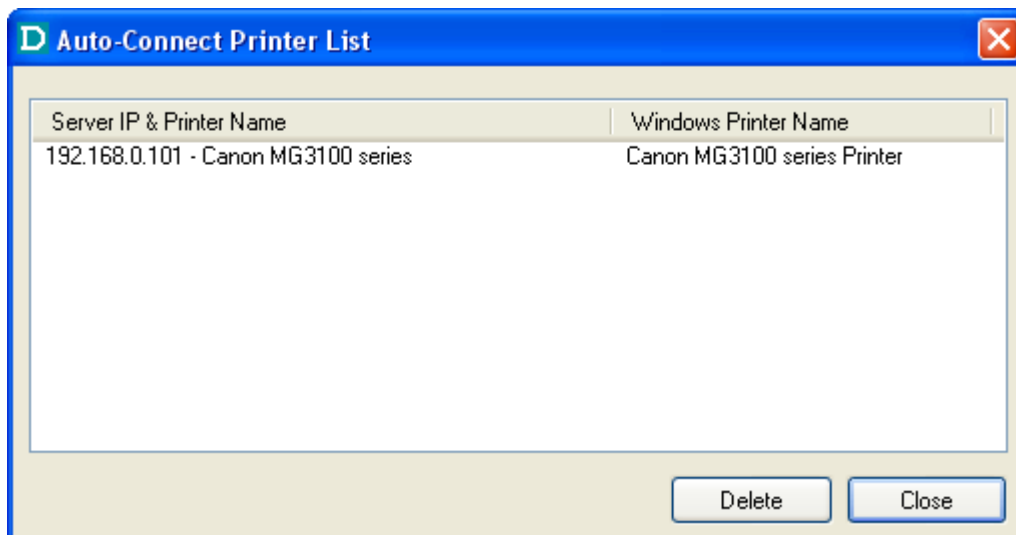 D Auto-Connect Printer List
Server IP & Printer Name Windows Printer Name
192.168.0.101 - Canon MG3100 series Canon MG3100 series Printer
Delete Close